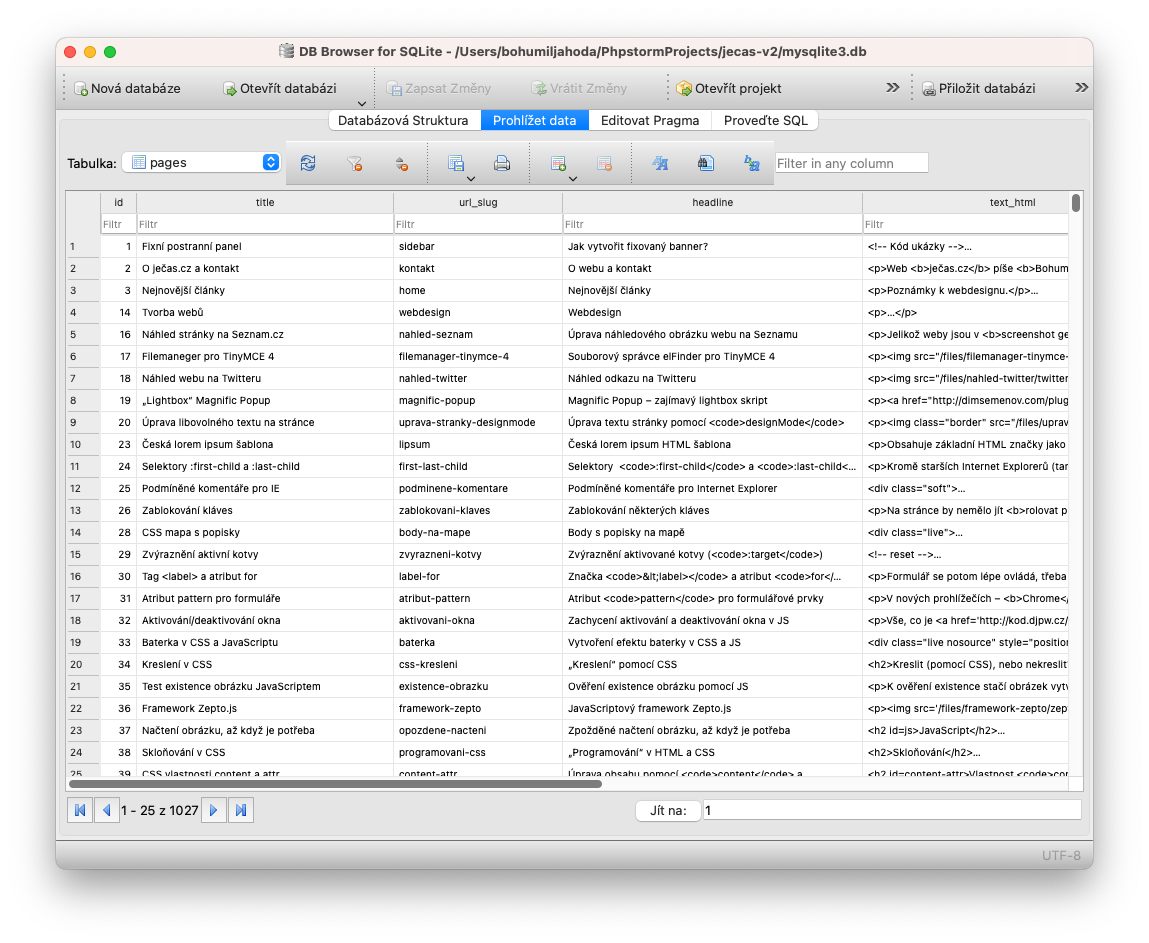 DB Browser for SQLite - /Users/bohumiljahoda/PhpstormProjects/jecas-v2/mysqlite3.db
Nová databáze Otevřít databázi Zapsat Změny Vrátit Změny Otevřít projekt » Přiložit databázi »
Databázová Struktura Prohlížet data Editovat Pragma Proveďte SQL
Tabulka: pages Filter in any column
id title url_slug headline text_html
Filtr Filtr Filtr Filtr Filtr
1 1 Fixní postranní panel sidebar Jak vytvořit fixovaný banner? <!-- Kód ukázky -->...
2 2 O ječas.cz a kontakt kontakt O webu a kontakt <p>Web <b>ječas.cz</b> píše <b>Bohum
3 3 Nejnovější články home Nejnovější články <p>Poznámky k webdesignu.</p>...
4 14 Tvorba webů webdesign Webdesign <p>...</p>
5 16 Náhled stránky na Seznam.cz nahled-seznam Úprava náhledového obrázku webu na Seznamu <p>Jelikož weby jsou v <b>screenshot ge
6 17 Filemaneger pro TinyMCE 4 filemanager-tinymce-4 Souborový správce elFinder pro TinyMCE 4 <p><img src="/files/filemanager-tinymce-
7 18 Náhled webu na Twitteru nahled-twitter Náhled odkazu na Twitteru <p><img src="/files/nahled-twitter/twitter
8 19 „Lightbox“ Magnific Popup magnific-popup Magnific Popup – zajímavý lightbox skript <p><a href="http://dimsemenov.com/plug
9 20 Úprava libovolného textu na stránce uprava-stranky-designmode Úprava textu stránky pomocí <code>designMode</code> <p><img class="border" src="/files/uprav
10 23 Česká lorem ipsum šablona lipsum Česká lorem ipsum HTML šablona <p>Obsahuje základní HTML značky jako
11 24 Selektory :first-child a :last-child first-last-child Selektory <code>:first-child</code> a <code>:last-child<... <p>Kromě starších Internet Explorerů (tar
12 25 Podmíněné komentáře pro IE podminene-komentare Podmíněné komentáře pro Internet Explorer <div class="soft">...
13 26 Zablokování kláves zablokovani-klaves Zablokování některých kláves <p>Na stránce by nemělo jít <b>rolovat p
14 28 CSS mapa s popisky body-na-mape Body s popisky na mapě <div class="live">...
15 29 Zvýraznění aktivní kotvy zvyrazneni-kotvy Zvýraznění aktivované kotvy (<code>:target</code>) <!-- reset -->...
16 30 Tag <label> a atribut for label-for Značka <code>&lt;label></code> a atribut <code>for</... <p>Formulář se potom lépe ovládá, třeba
17 31 Atribut pattern pro formuláře atribut-pattern Atribut <code>pattern</code> pro formulářové prvky <p>V nových prohlížečích – <b>Chrome</
18 32 Aktivování/deaktivování okna aktivovani-okna Zachycení aktivování a deaktivování okna v JS <p>Vše, co je <a href='http://kod.djpw.cz/
19 33 Baterka v CSS a JavaScriptu baterka Vytvoření efektu baterky v CSS a JS <div class="live nosource" style="position
20 34 Kreslení v CSS css-kresleni „Kreslení“ pomocí CSS <h2>Kreslit (pomocí CSS), nebo nekreslit
21 35 Test existence obrázku JavaScriptem existence-obrazku Ověření existence obrázku pomocí JS <p>K ověření existence stačí obrázek vytv
22 36 Framework Zepto.js framework-zepto JavaScriptový framework Zepto.js <p><img src='/files/framework-zepto/zep
23 37 Načtení obrázku, až když je potřeba opozdene-nacteni Zpožděné načtení obrázku, až když je potřeba <h2 id=js>JavaScript</h2>...
24 38 Skloňování v CSS programovani-css „Programování“ v HTML a CSS <h2>Skloňování</h2>...
25 39 CSS vlastnosti content a attr content-attr Úprava obsahu pomocí <code>content</code> a <h2 id=content-attr>Vlastnost <code>con
1 - 25 z 1027 Jít na: 1
UTF-8